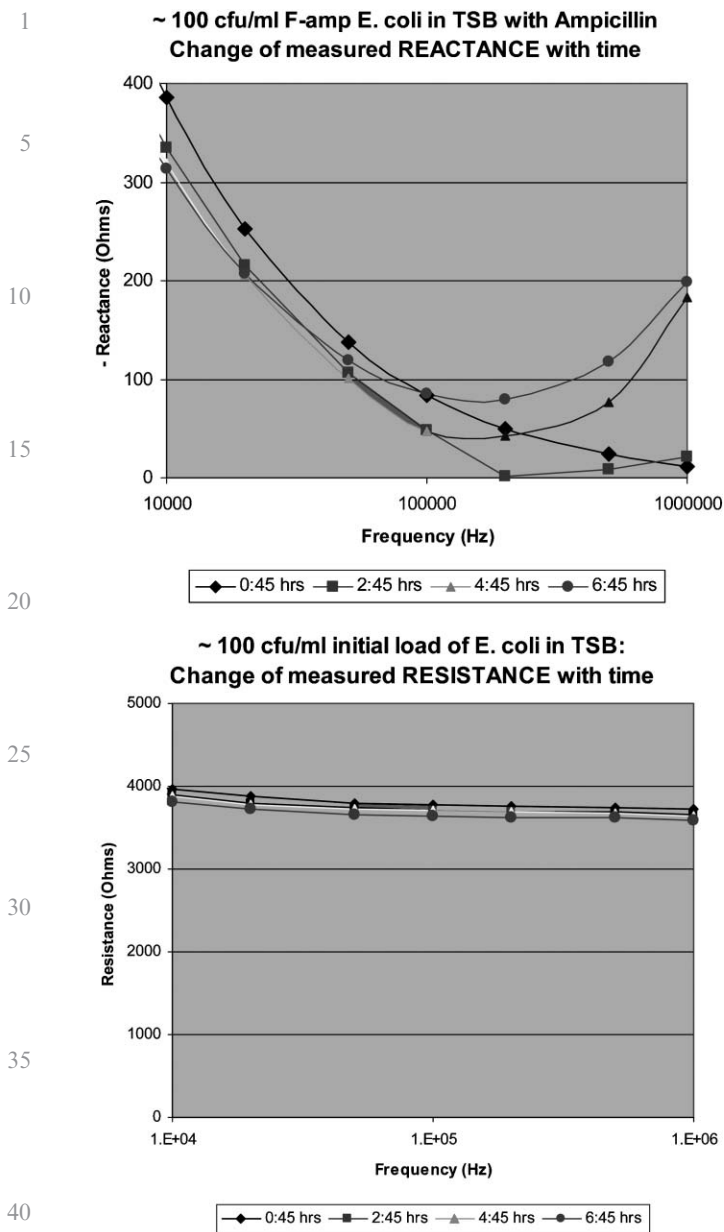 1
~ 100 cfu/ml F-amp E. coli in TSB with Ampicillin
Change of measured REACTANCE with time
400
5
300
- Reactance (Ohms)
10
200
100
15
0
10000 100000 1000000
Frequency (Hz)
0:45 hrs 2:45 hrs 4:45 hrs 6:45 hrs
20
~ 100 cfu/ml initial load of E. coli in TSB:
Change of measured RESISTANCE with time
5000
25
4000
3000
Resistance (Ohms)
30
2000
1000
35
0
1.E+04 1.E+05 1.E+06
Frequency (Hz)
40
0:45 hrs 2:45 hrs 4:45 hrs 6:45 hrs